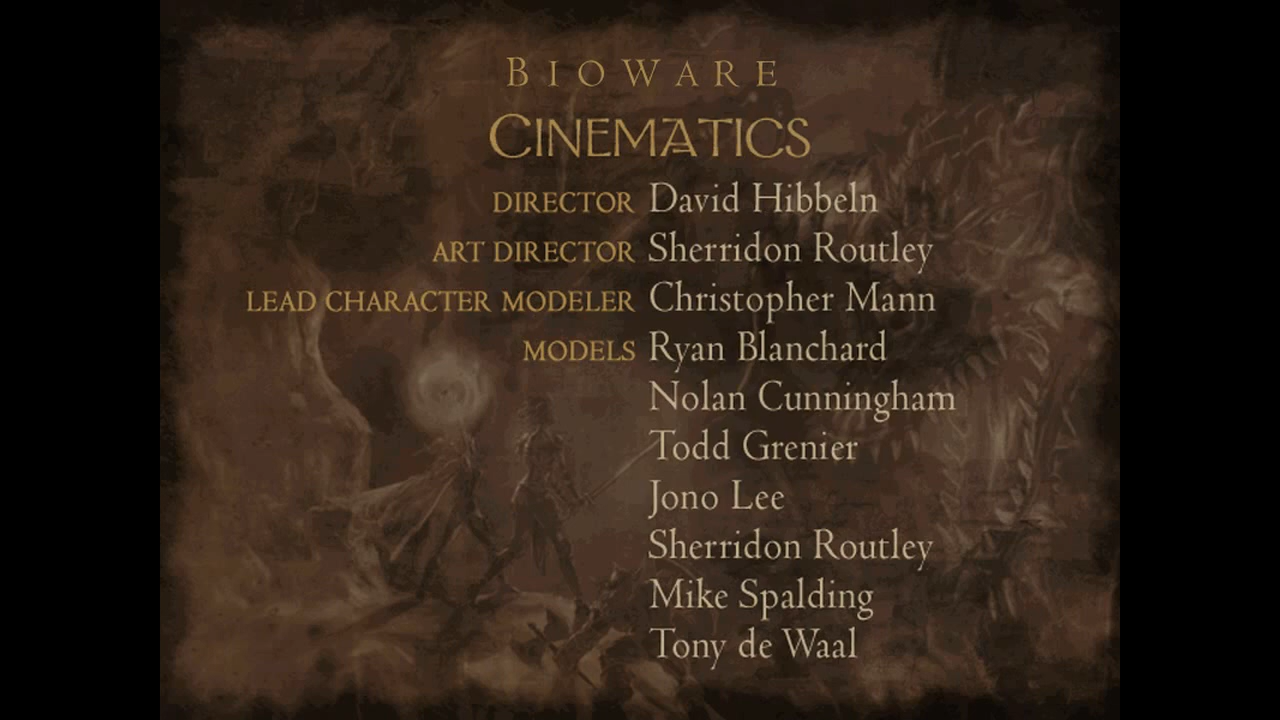 BIOWARE
CINEMATICS
DIRECTOR David Hibbeln
ART DIRECTOR Sherridon Routley
LEAD CHARACTER MODELER Christopher Mann
MODELS Ryan Blanchard
Nolan Cunningham
Todd Grenier
Jono Lee
Sherridon Routley
Mike Spalding
Tony de Waal